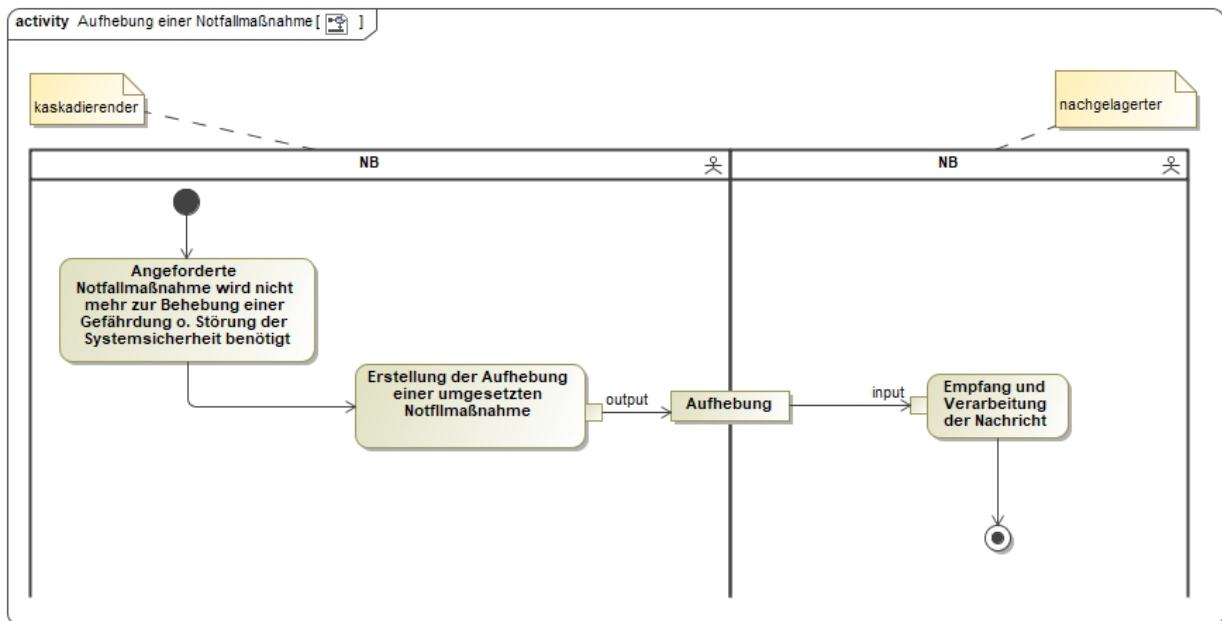 activity Aufhebung einer Notfallmaßnahme [ ]
kaskadierender
nachgelagerter
NB
NB
Angeforderte
Notfallmaßnahme wird nicht
mehr zur Behebung einer
Gefährdung o. Störung der
Systemsicherheit benötigt
Erstellung der Aufhebung
einer umgesetzten
Notfllmaßnahme
output
Aufhebung
input
Empfang und
Verarbeitung
der Nachricht